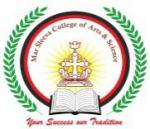 Mar Sleeva College of Arts & Science
Your Success our Tradition